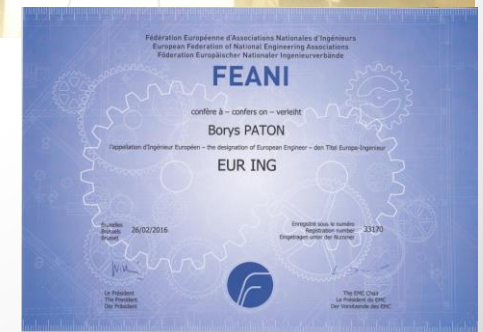 Fédération Européenne d'Associations Nationales d'Ingénieurs
European Federation of National Engineering Associations
Föderation Europäischer Nationaler Ingenieurverbände
FEANI
confère à – confers on – verleiht
Borys PATON
l'appellation d'Ingénieur Européen – the designation of European Engineer – den Titel Europa-Ingenieur
EUR ING
Bruxelles
Brussels
Brüssel
26/02/2016
Enregistré sous le numéro
Registration number
Eingetragen unter der Nummer
33170
Le Président
The President
Der Präsident
The EMC Chair
Le Président du EMC
Der Vorsitzende des EMC